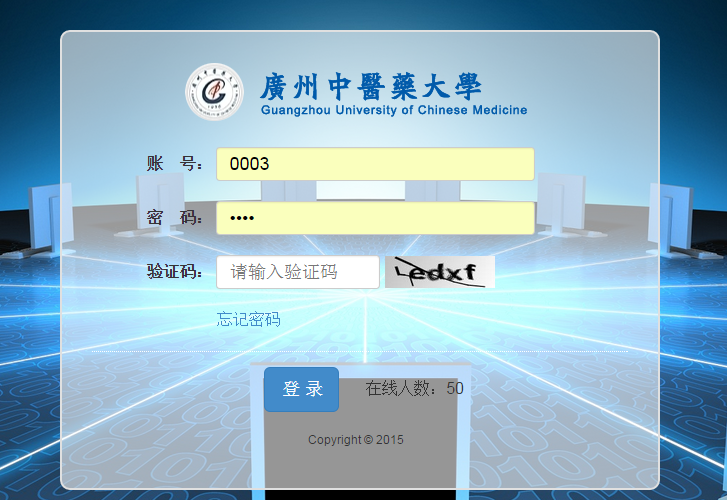 廣州中醫藥大學
Guangzhou University of Chinese Medicine
账 号： 0003
密 码： ••••
验证码： 请输入验证码 edxf
忘记密码
登 录 在线人数：50
Copyright © 2015